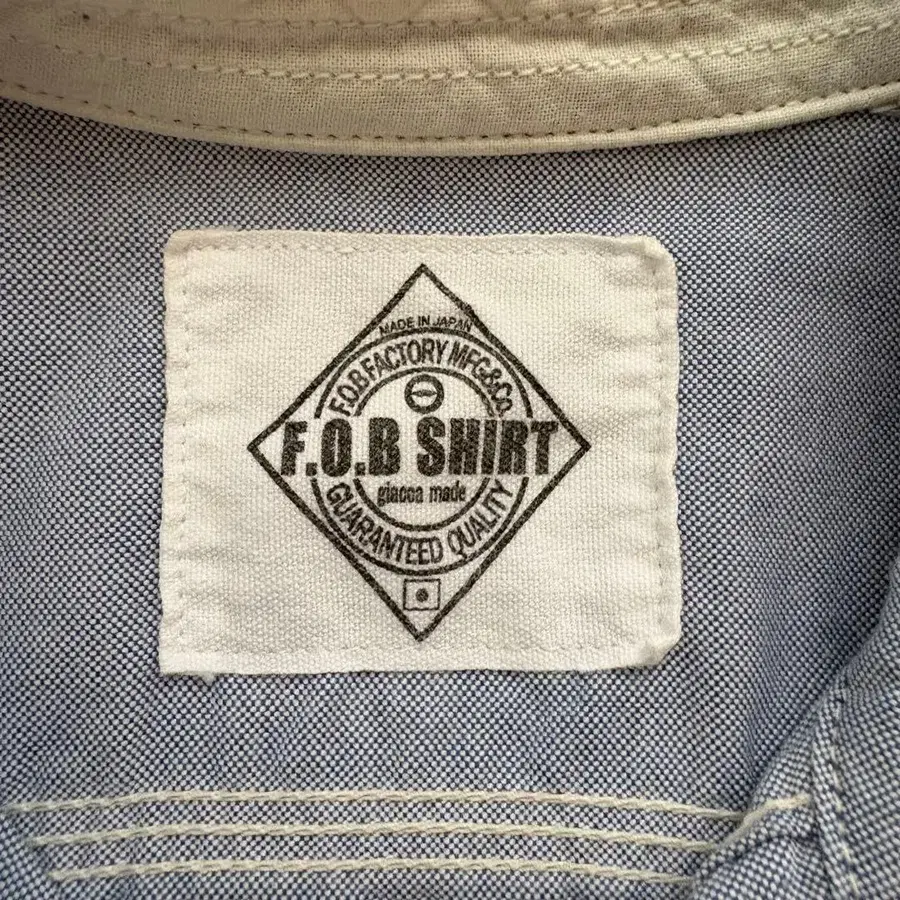 MADE IN JAPAN
F.O.B FACTORY MFG&Co.
F.O.B SHIRT
giacca made
GUARANTEED QUALITY